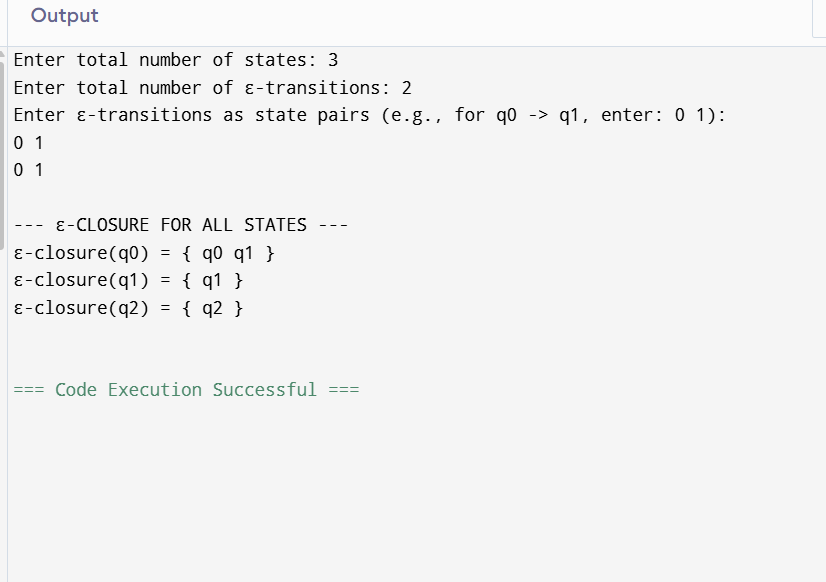 Output
Enter total number of states: 3
Enter total number of ε-transitions: 2
Enter ε-transitions as state pairs (e.g., for q0 -> q1, enter: 0 1):
0 1
0 1
--- ε-CLOSURE FOR ALL STATES ---
ε-closure(q0) = { q0 q1 }
ε-closure(q1) = { q1 }
ε-closure(q2) = { q2 }
=== Code Execution Successful ===